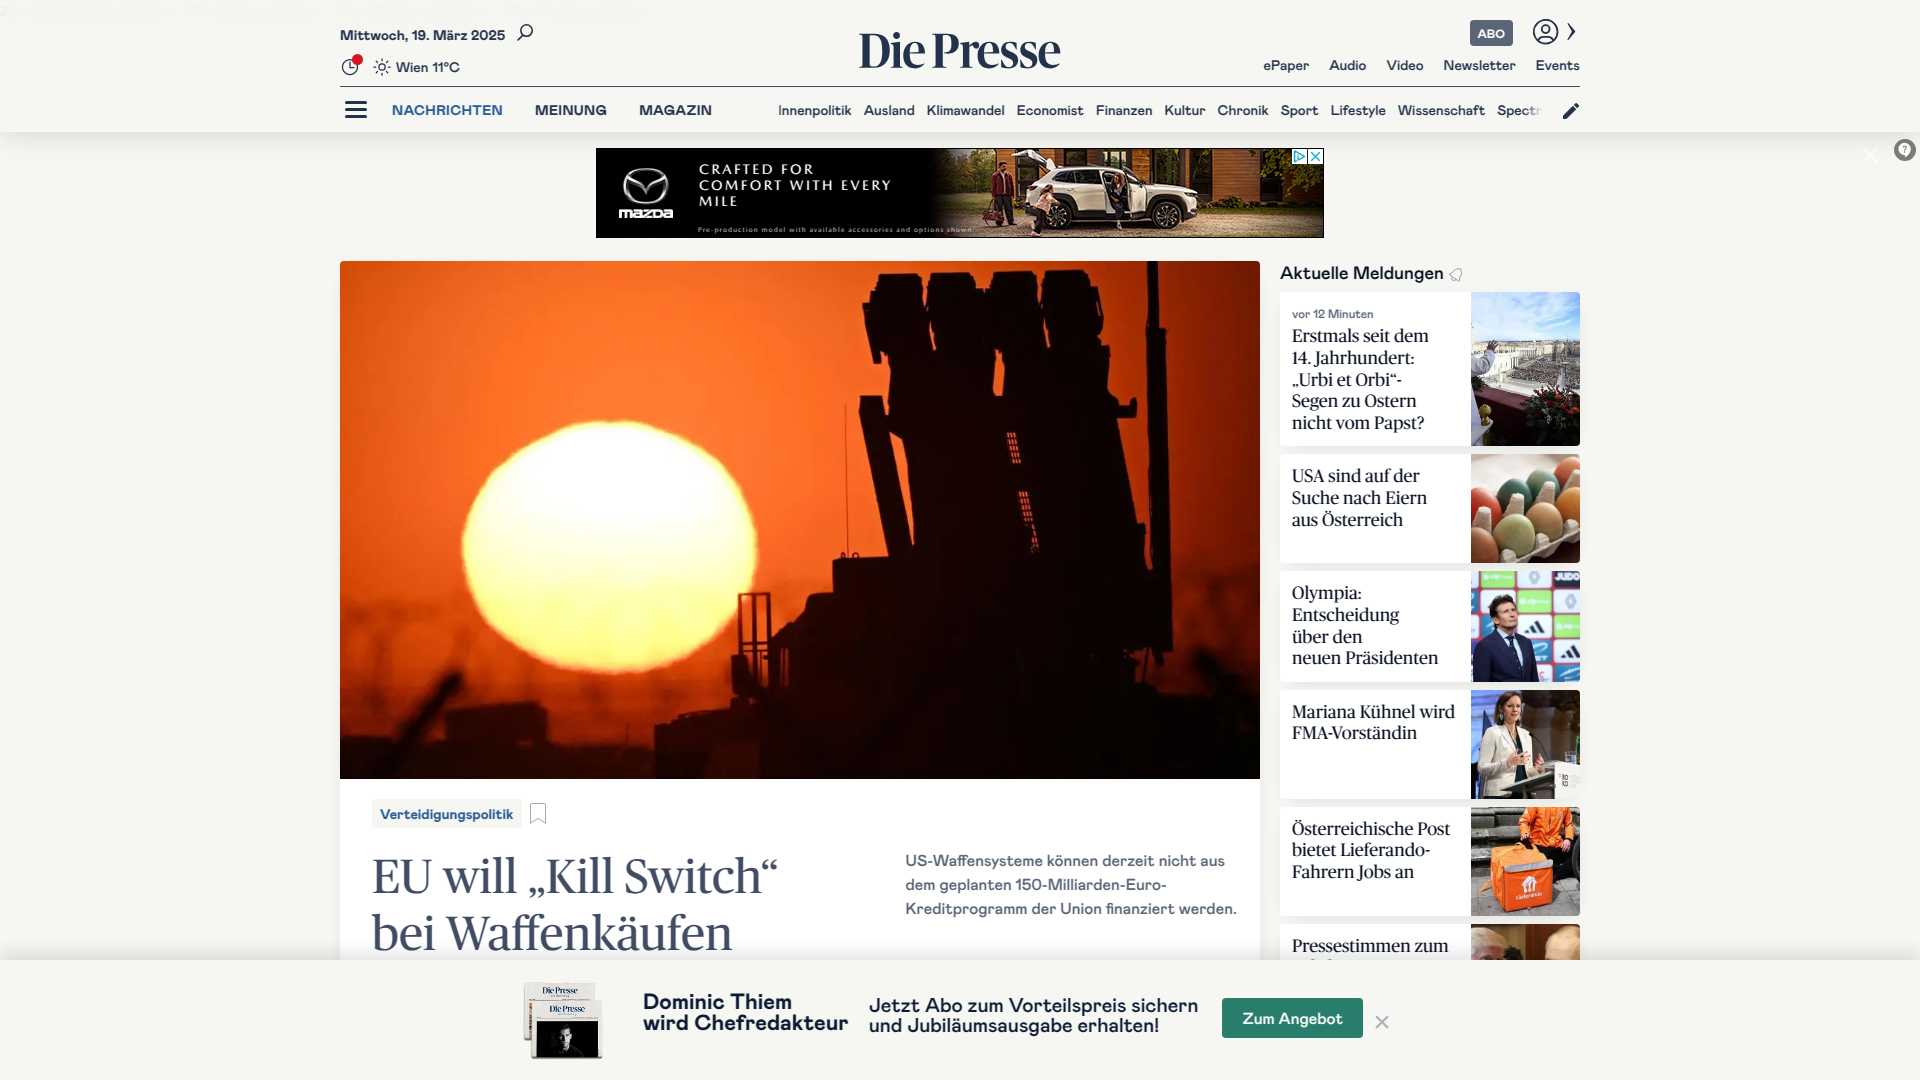 Mittwoch, 19. März 2025
Wien 11°C
Die Presse
ABO
ePaper Audio Video Newsletter Events
NACHRICHTEN MEINUNG MAGAZIN
Innenpolitik Ausland Klimawandel Economist Finanzen Kultur Chronik Sport Lifestyle Wissenschaft Spectr
mazda
CRAFTED FOR
COMFORT WITH EVERY
MILE
Pre-production model with available accessories and options shown.
Aktuelle Meldungen
vor 12 Minuten
Erstmals seit dem
14. Jahrhundert:
„Urbi et Orbi“-
Segen zu Ostern
nicht vom Papst?
USA sind auf der
Suche nach Eiern
aus Österreich
Olympia:
Entscheidung
über den
neuen Präsidenten
JUDO
Mariana Kühnel wird
FMA-Vorständin
Österreichische Post
bietet Lieferando-
Fahrern Jobs an
Pressestimmen zum
Verteidigungspolitik
EU will „Kill Switch“
bei Waffenkäufen
US-Waffensysteme können derzeit nicht aus
dem geplanten 150-Milliarden-Euro-
Kreditprogramm der Union finanziert werden.
Die Presse
Die Presse
Dominic Thiem
wird Chefredakteur
Jetzt Abo zum Vorteilspreis sichern
und Jubiläumsausgabe erhalten!
Zum Angebot